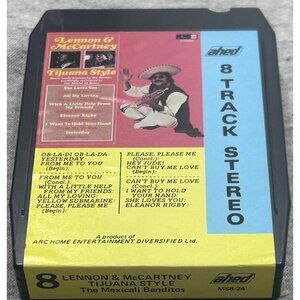 Lennon &
McCartney
Tijuana Style
She Loves You
All My Loving
With A Little Help From
My Friends
Eleanor Rigby
I Want To Hold Your Hand
Yesterday
ahed
8 TRACK STEREO
OB-LA-DI OB-LA-DA:
YESTERDAY
FROM ME TO YOU
(Begin)
FROM ME TO YOU
(Concl.)
WITH A LITTLE HELP
FROM MY FRIENDS:
ALL MY LOVING
YELLOW SUBMARINE:
PLEASE, PLEASE ME
(Begin)
PLEASE, PLEASE ME
(Concl.)
HEY JUDE!
CAN'T BUY ME LOVE
(Begin)
CAN'T BUY ME LOVE
(Concl.)
I WANT TO HOLD
YOUR HAND:
SHE LOVES YOU:
ELEANOR RIGBY:
A product of
ARC HOME ENTERTAINMENT DIVERSIFIED Ltd.
8 LENNON & McCARTNEY
TIJUANA STYLE
The Mexicali Banditos
ahed
MS8-24